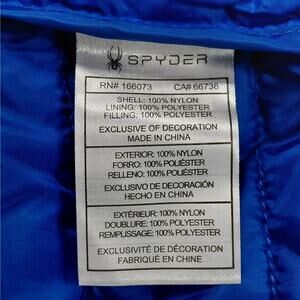 SPYDER
RN# 166073 CA# 66738
SHELL: 100% NYLON
LINING: 100% POLYESTER
FILLING: 100% POLYESTER
EXCLUSIVE OF DECORATION
MADE IN CHINA
EXTERIOR: 100% NYLON
FORRO: 100% POLIÉSTER
RELLENO: 100% POLIÉSTER
EXCLUSIVO DE DECORACIÓN
HECHO EN CHINA
EXTÉRIEUR: 100% NYLON
DOUBLURE: 100% POLYESTER
REMPLISSAGE: 100% POLYESTER
EXCLUSIVITÉ DE DÉCORATION
FABRIQUÉ EN CHINE